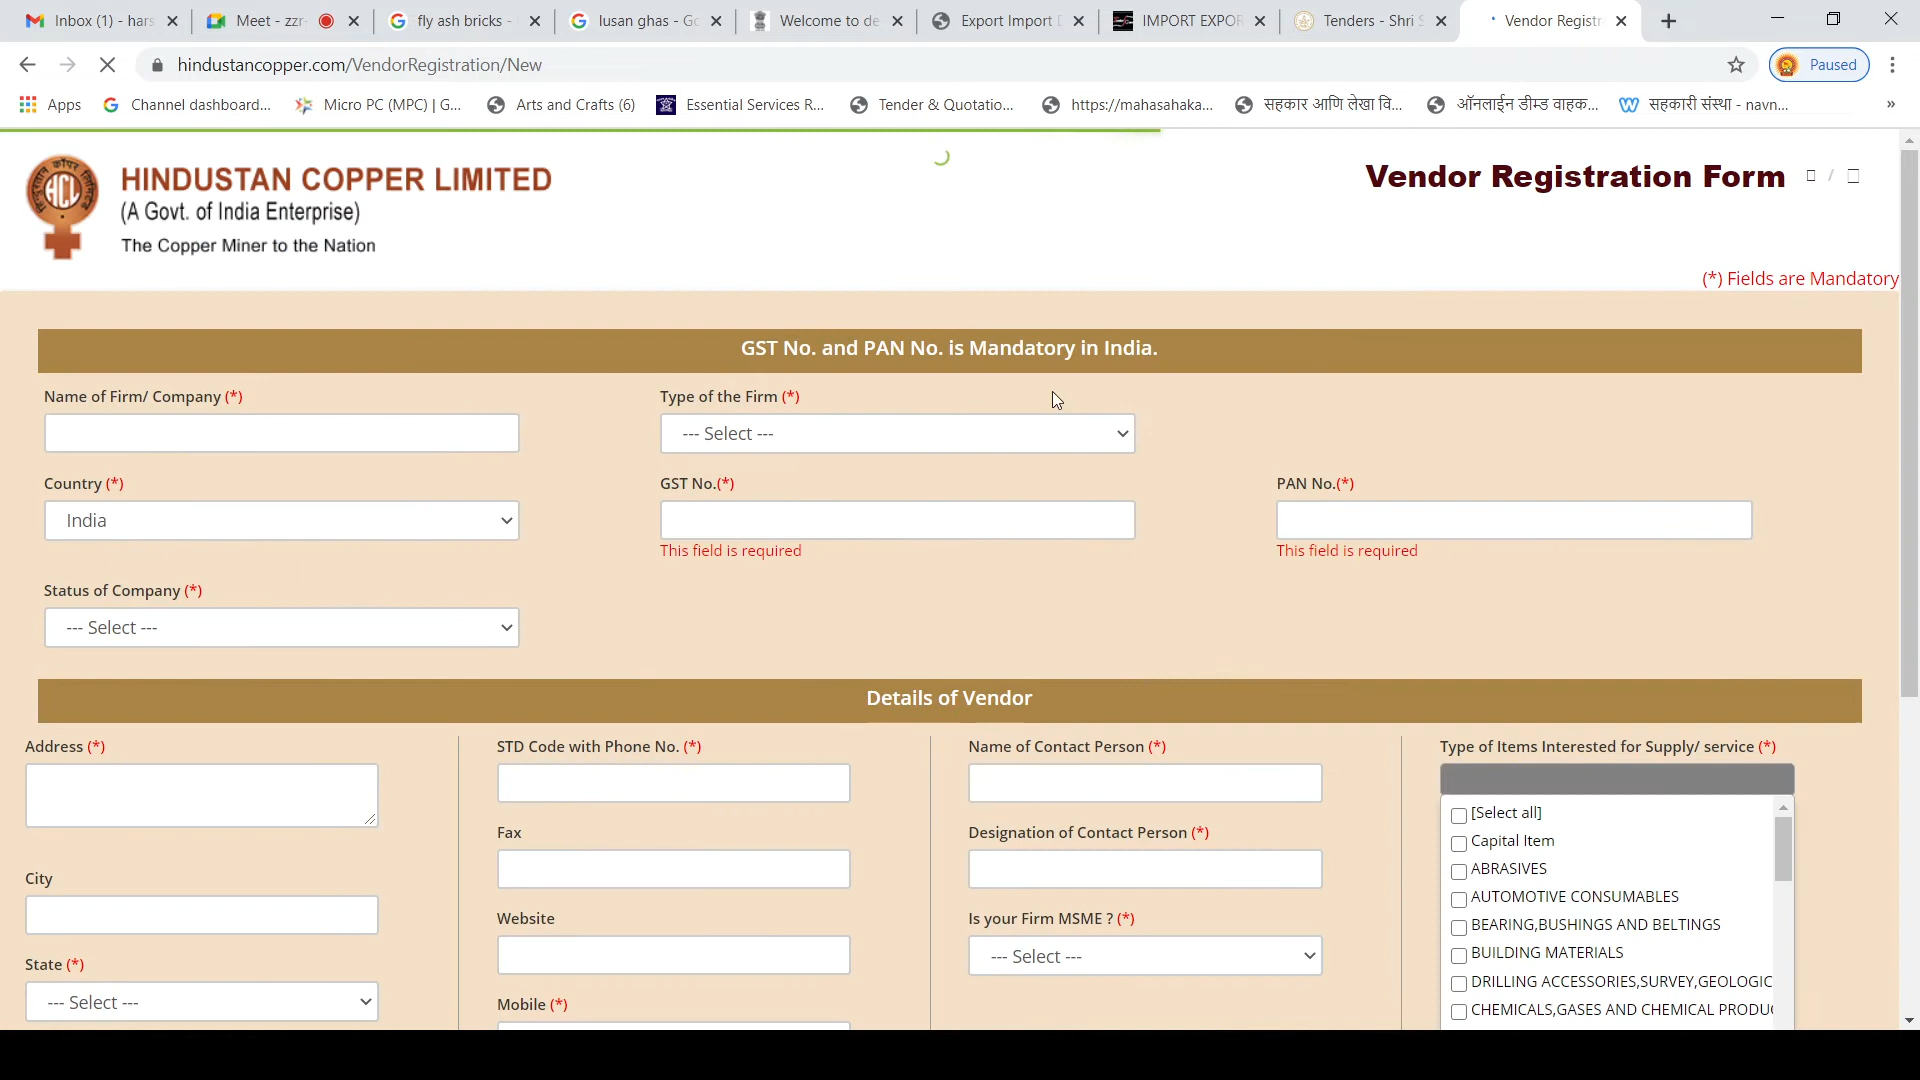 Inbox (1) - hars
Meet - zzr-
fly ash bricks -
lusan ghas - Go
Welcome to de
Export Import D
IMPORT EXPOR
Tenders - Shri S
Vendor Registr
hindustancopper.com/VendorRegistration/New
Paused
Apps
Channel dashboard...
Micro PC (MPC) | G...
Arts and Crafts (6)
Essential Services R...
Tender & Quotatio...
https://mahasahaka...
सहकार आणि लेखा वि...
ऑनलाईन डीम्ड वाहक...
सहकारी संस्था - navn...
»
HINDUSTAN COPPER LIMITED
(A Govt. of India Enterprise)
The Copper Miner to the Nation
HCL
Vendor Registration Form
/
(*) Fields are Mandatory
GST No. and PAN No. is Mandatory in India.
Name of Firm/ Company (*)
Type of the Firm (*)
--- Select ---
Country (*)
GST No.(*)
PAN No.(*)
India
This field is required
This field is required
Status of Company (*)
--- Select ---
Details of Vendor
Address (*)
STD Code with Phone No. (*)
Name of Contact Person (*)
Type of Items Interested for Supply/ service (*)
[Select all]
Fax
Designation of Contact Person (*)
Capital Item
ABRASIVES
City
AUTOMOTIVE CONSUMABLES
Website
Is your Firm MSME ? (*)
BEARING,BUSHINGS AND BELTINGS
--- Select ---
BUILDING MATERIALS
State (*)
DRILLING ACCESSORIES,SURVEY,GEOLOGIC
--- Select ---
Mobile (*)
CHEMICALS,GASES AND CHEMICAL PRODU